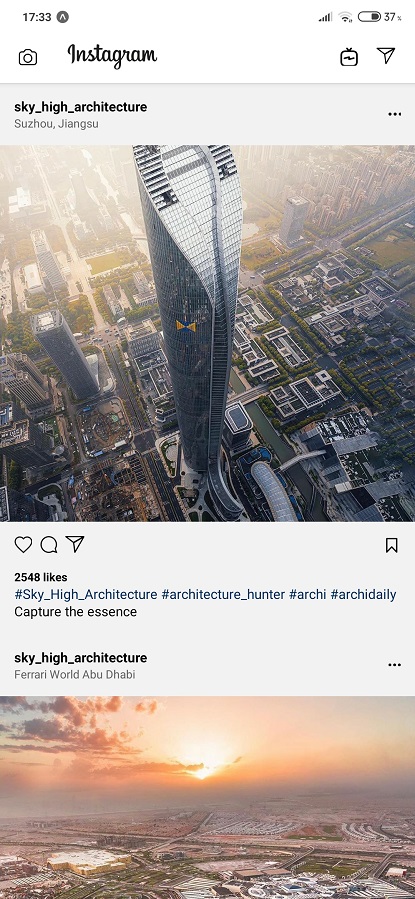 17:33
37%
Instagram
sky_high_architecture
Suzhou, Jiangsu
2548 likes
#Sky_High_Architecture #architecture_hunter #archi #archidaily
Capture the essence
sky_high_architecture
Ferrari World Abu Dhabi